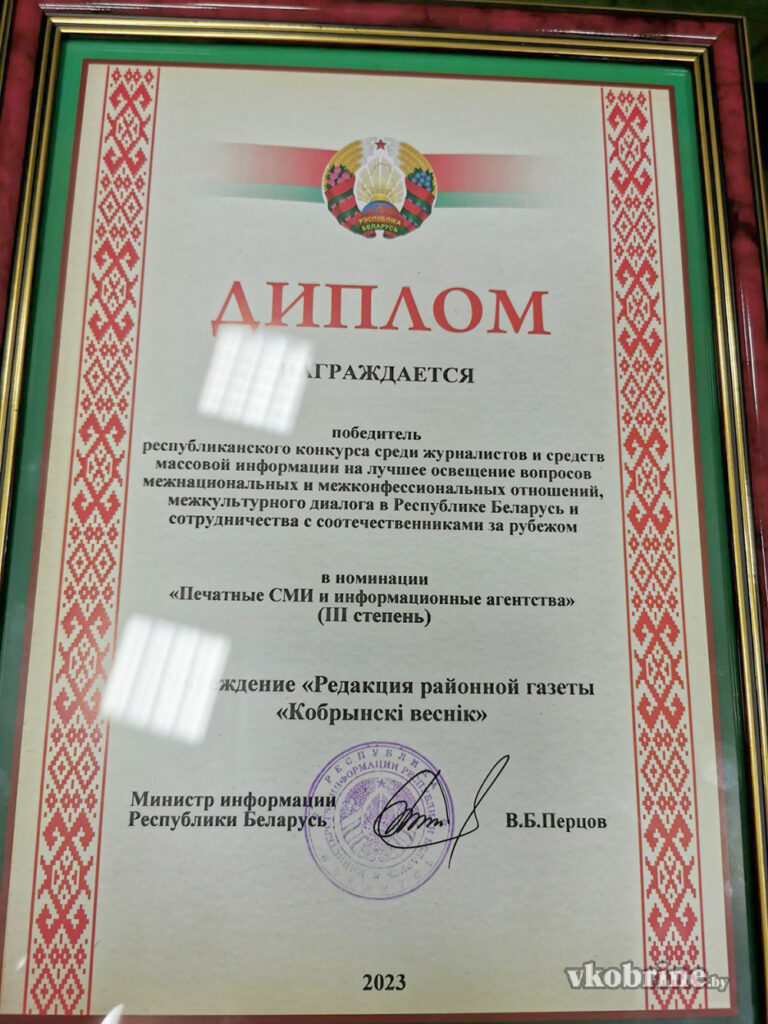 РЭСПУБЛІКА
БЕЛАРУСЬ
ДИПЛОМ
НАГРАЖДАЕТСЯ
победитель
республиканского конкурса среди журналистов и средств
массовой информации на лучшее освещение вопросов
межнациональных и межконфессиональных отношений,
межкультурного диалога в Республике Беларусь и
сотрудничества с соотечественниками за рубежом
в номинации
«Печатные СМИ и информационные агентства»
(III степень)
Учреждение «Редакция районной газеты
«Кобрынскі веснік»
Министр информации
Республики Беларусь
В.Б.Перцов
2023
vkobrine.by